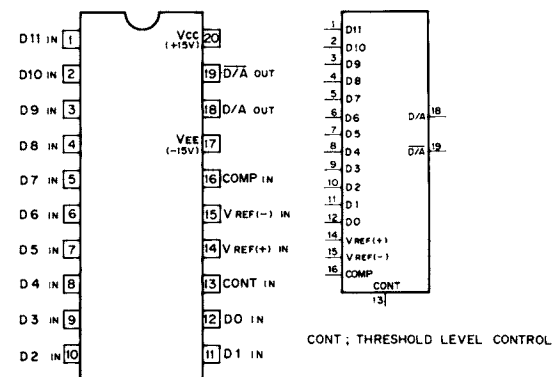 D11 IN 1
D10 IN 2
D9 IN 3
D8 IN 4
D7 IN 5
D6 IN 6
D5 IN 7
D4 IN 8
D3 IN 9
D2 IN 10
VCC (+15V) 20
19 D/A OUT
18 D/A OUT
VEE (-15V) 17
16 COMP IN
15 V REF(-) IN
14 V REF(+) IN
13 CONT IN
12 D0 IN
11 D1 IN
1 D11
2 D10
3 D9
4 D8
5 D7
6 D6
7 D5
8 D4
9 D3
10 D2
11 D1
12 D0
14 V REF(+)
15 V REF(-)
16 COMP
CONT
13
D/A 18
D/A 19
CONT ; THRESHOLD LEVEL CONTROL